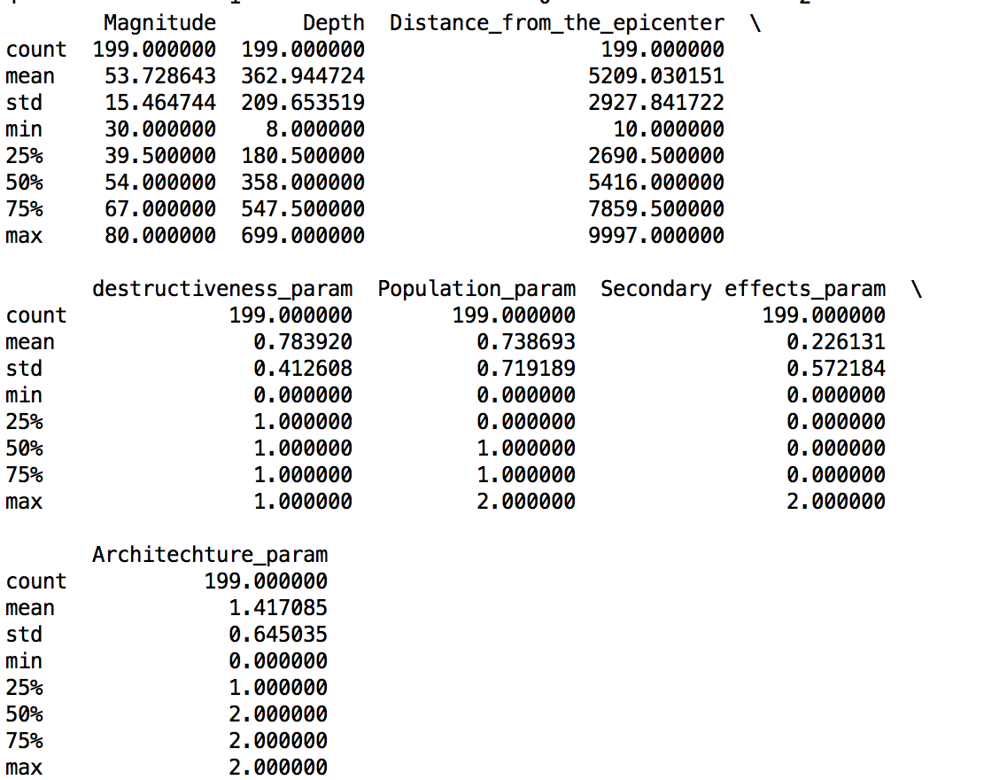 Magnitude Depth Distance_from_the_epicenter \
count 199.000000 199.000000 199.000000
mean 53.728643 362.944724 5209.030151
std 15.464744 209.653519 2927.841722
min 30.000000 8.000000 10.000000
25% 39.500000 180.500000 2690.500000
50% 54.000000 358.000000 5416.000000
75% 67.000000 547.500000 7859.500000
max 80.000000 699.000000 9997.000000
destructiveness_param Population_param Secondary effects_param \
count 199.000000 199.000000 199.000000
mean 0.783920 0.738693 0.226131
std 0.412608 0.719189 0.572184
min 0.000000 0.000000 0.000000
25% 1.000000 0.000000 0.000000
50% 1.000000 1.000000 0.000000
75% 1.000000 1.000000 0.000000
max 1.000000 2.000000 2.000000
Architechture_param
count 199.000000
mean 1.417085
std 0.645035
min 0.000000
25% 1.000000
50% 2.000000
75% 2.000000
max 2.000000